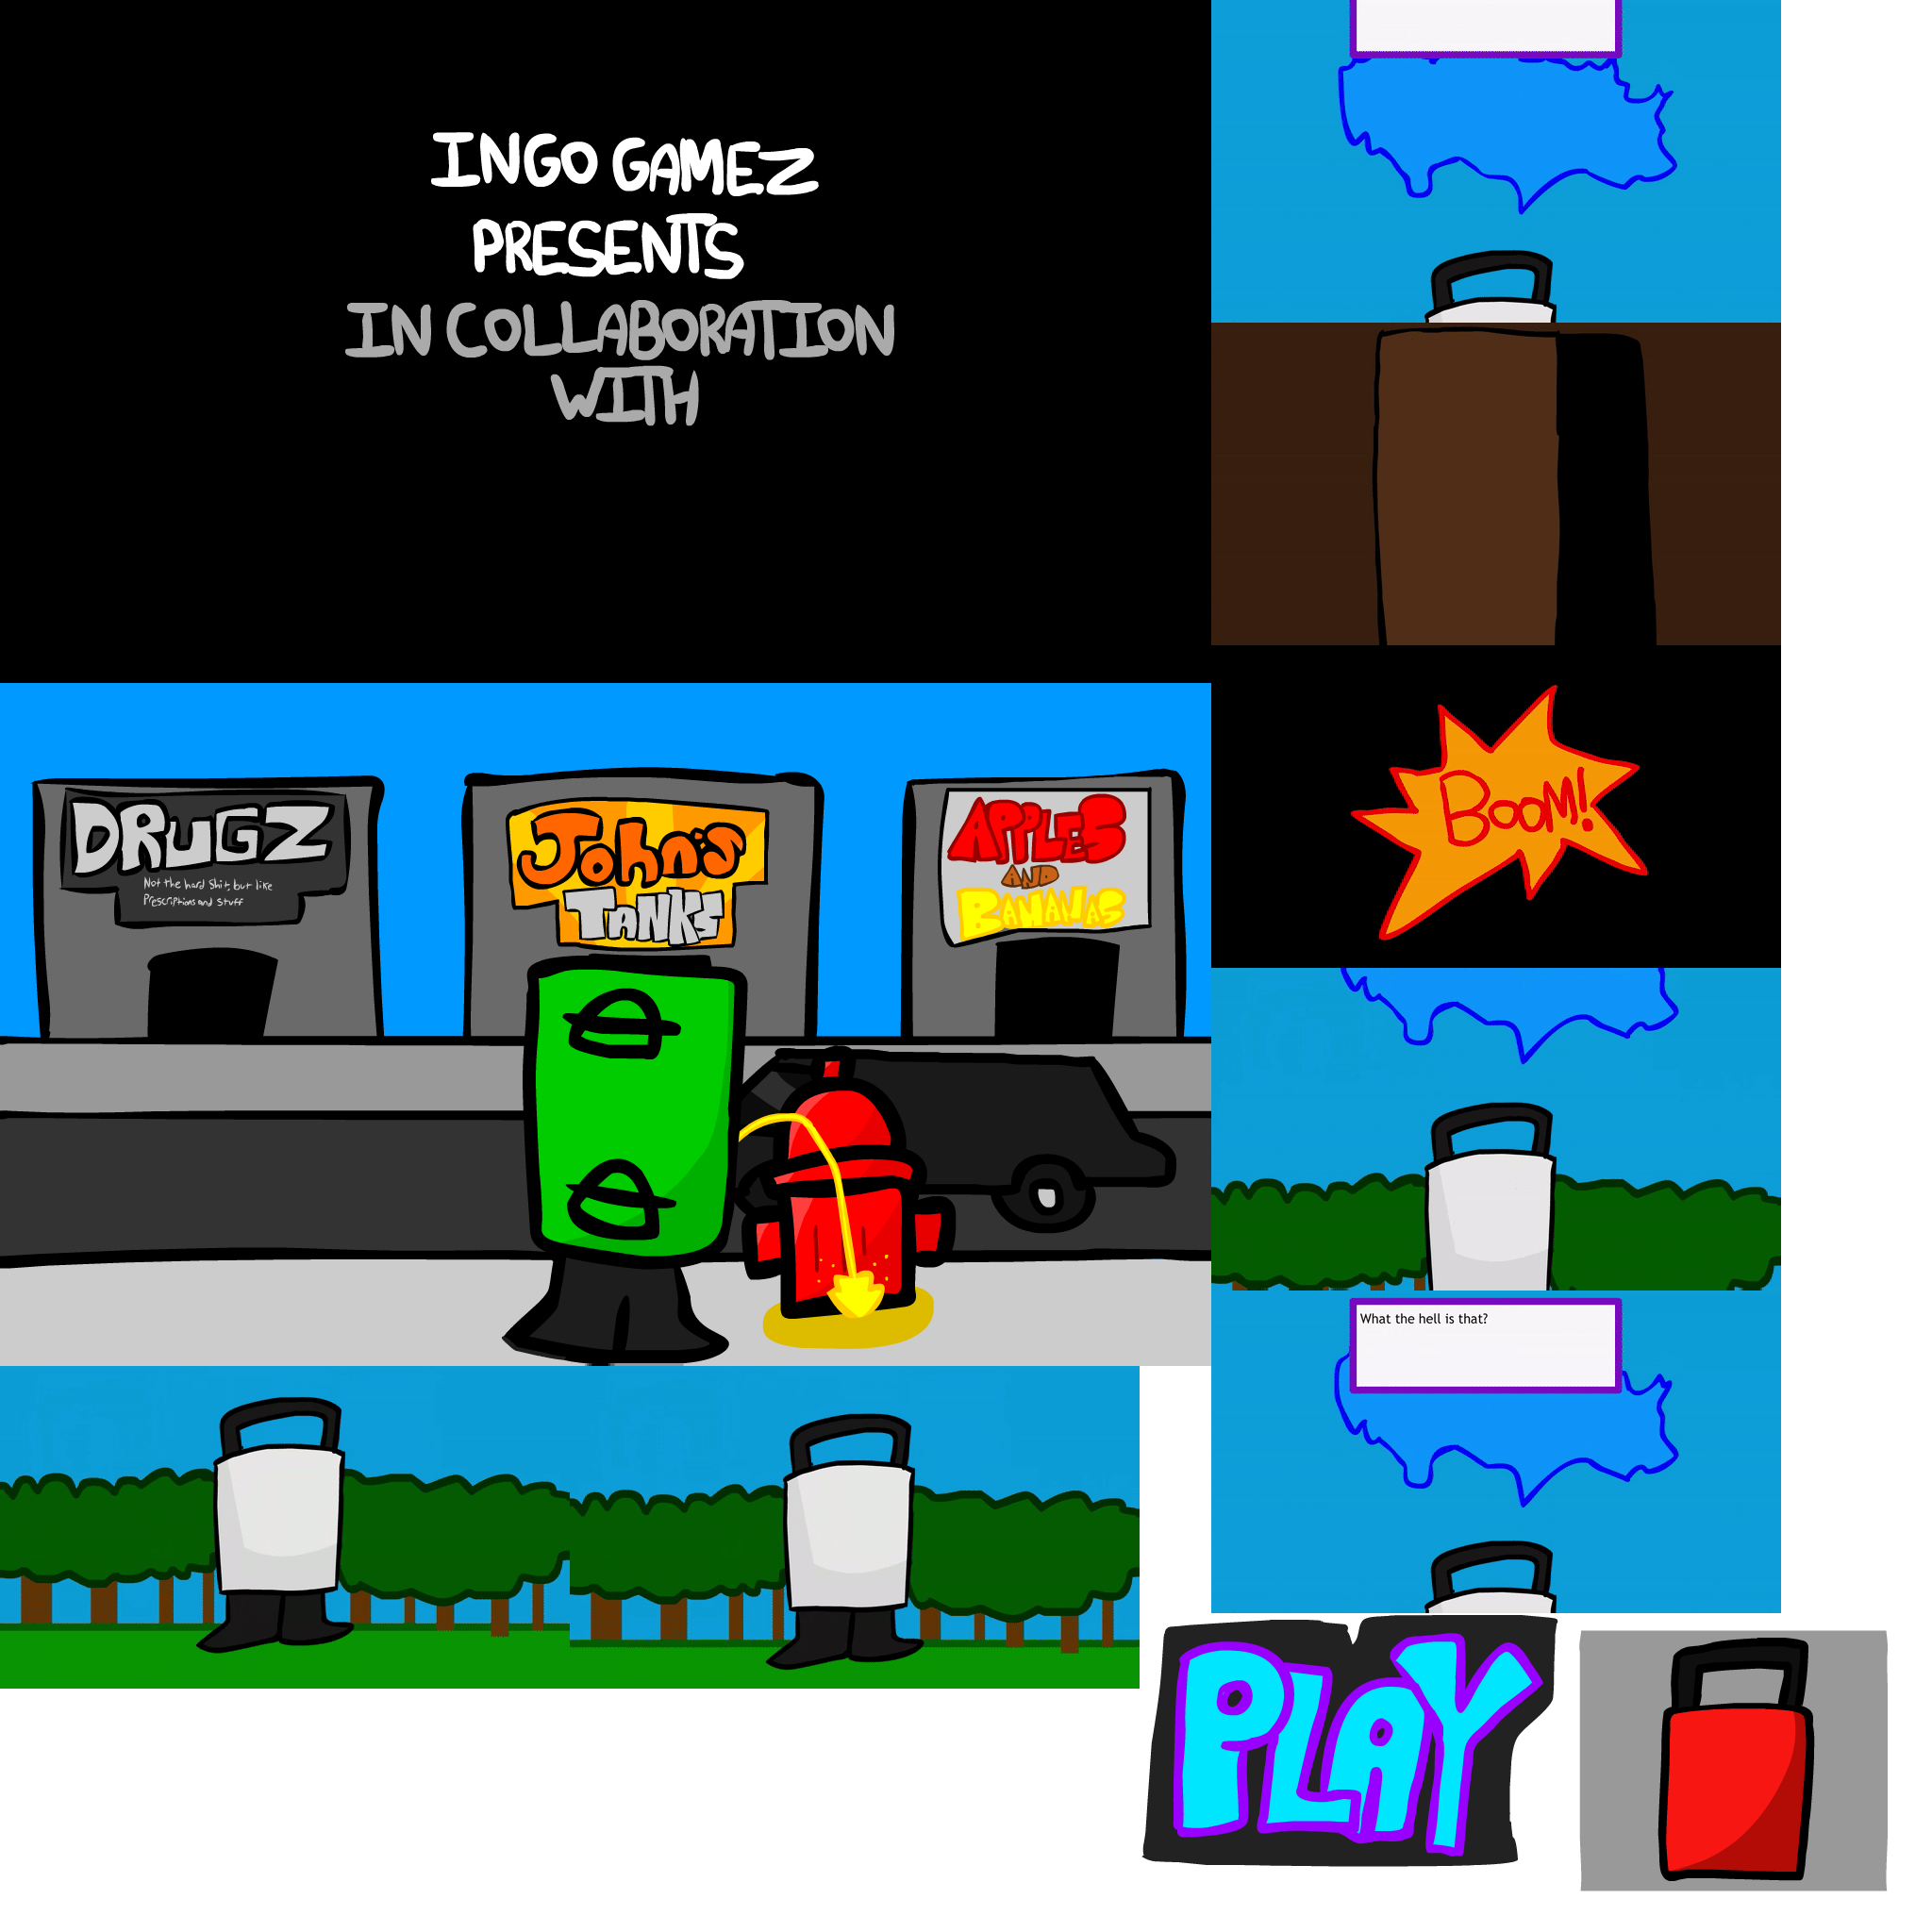 INGO GAMEZ
PRESENTS
IN COLLABORATION
WITH
BOOM!
DRUGZ
Not the hard Shit, but like
Prescriptions and stuff
John's
TANKS
APPLES
AND
BANANAS
What the hell is that?
PLAY